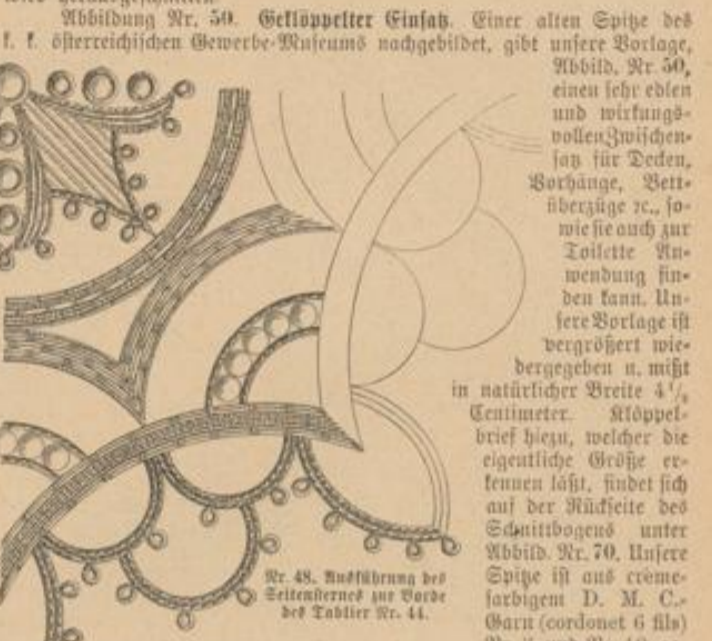 Abbildung Nr. 50. Geklöppelter Einsatz. Einer alten Spitze des
k. k. österreichischen Gewerbe-Museums nachgebildet, gibt unsere Vorlage,
Abbild. Nr. 50,
einen sehr edlen
und wirkungs-
vollen Zwischen-
satz für Decken,
Vorhänge, Bett-
überzüge ꝛc., so-
wie sie auch zur
Toilette An-
wendung fin-
den kann. Un-
sere Vorlage ist
vergrößert wie-
dergegeben u. mißt
in natürlicher Breite 4 1/2
Centimeter. Klöppel-
brief hiezu, welcher die
eigentliche Größe er-
kennen läßt, findet sich
auf der Rückseite des
Schnittbogens unter
Abbild. Nr. 70. Unsere
Spitze ist aus crême-
farbigem D. M. C.-
Garn (cordonet 6 fils)
Nr. 48. Ausführung des
Seitensternes zur Borde
des Tablier Nr. 44.